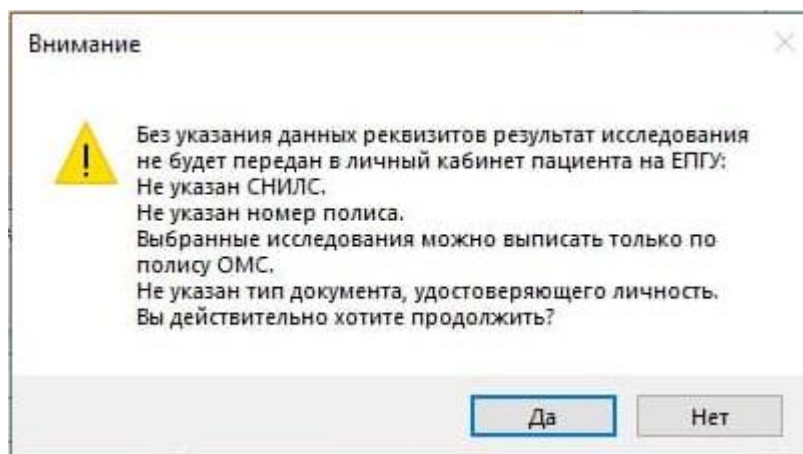 Внимание
Без указания данных реквизитов результат исследования
не будет передан в личный кабинет пациента на ЕПГУ:
Не указан СНИЛС.
Не указан номер полиса.
Выбранные исследования можно выписать только по
полису ОМС.
Не указан тип документа, удостоверяющего личность.
Вы действительно хотите продолжить?
Да
Нет